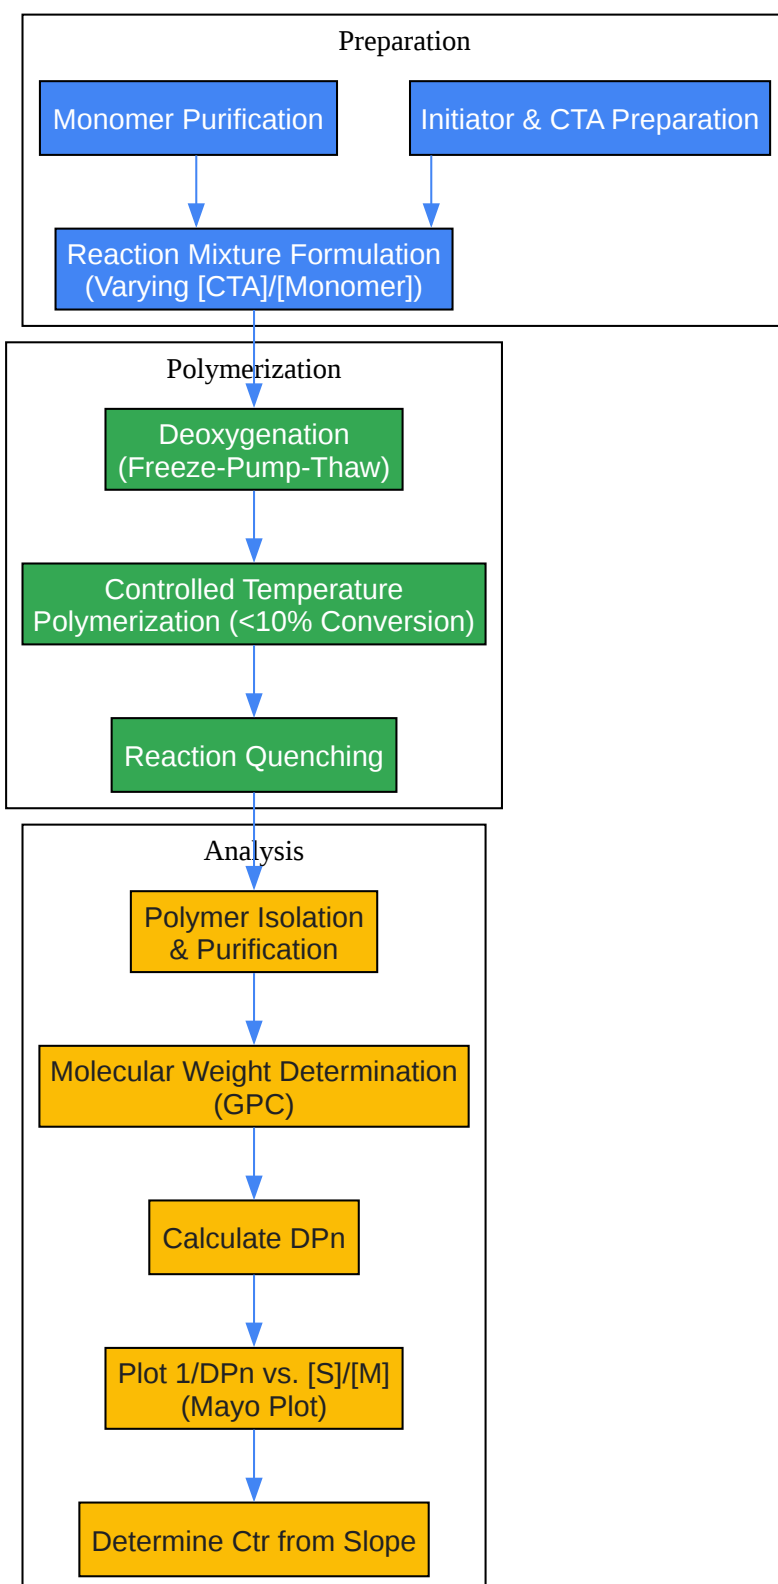 Preparation
Monomer Purification
Initiator & CTA Preparation
Reaction Mixture Formulation
(Varying [CTA]/[Monomer])
Polymerization
Deoxygenation
(Freeze-Pump-Thaw)
Controlled Temperature
Polymerization (<10% Conversion)
Reaction Quenching
Analysis
Polymer Isolation
& Purification
Molecular Weight Determination
(GPC)
Calculate DPn
Plot 1/DPn vs. [S]/[M]
(Mayo Plot)
Determine Ctr from Slope